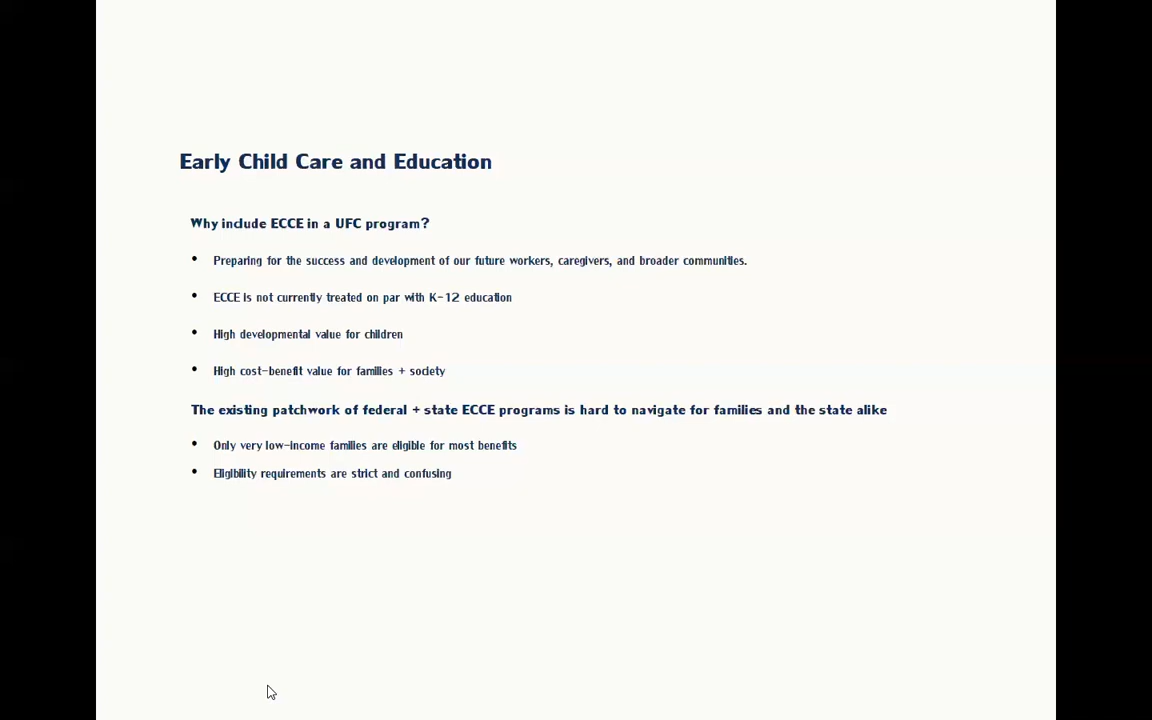 Early Child Care and Education
Why include ECCE in a UFC program?
• Preparing for the success and development of our future workers, caregivers, and broader communities.
• ECCE is not currently treated on par with K-12 education
• High developmental value for children
• High cost-benefit value for families + society
The existing patchwork of federal + state ECCE programs is hard to navigate for families and the state alike
• Only very low-income families are eligible for most benefits
• Eligibility requirements are strict and confusing